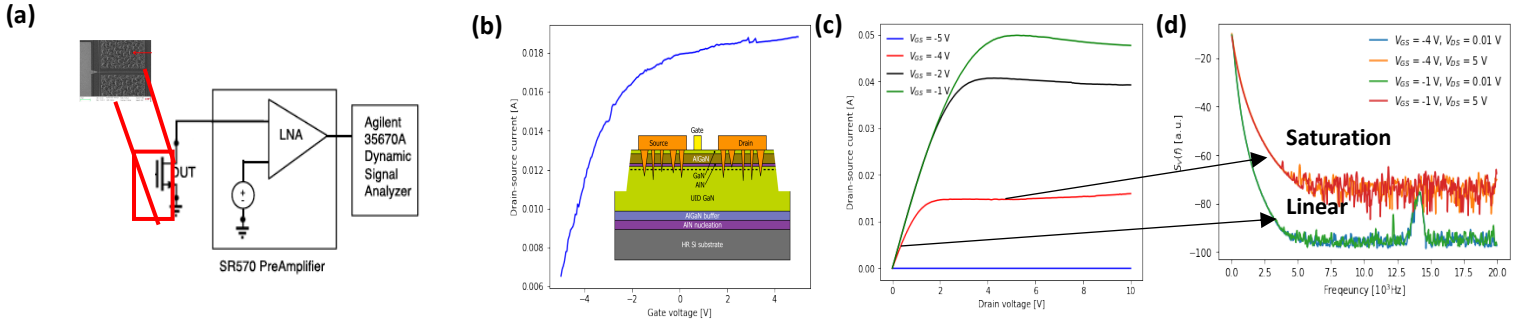 (a)
LNA
DUT
+
-
Agilent
35670A
Dynamic
Signal
Analyzer
SR570 PreAmplifier
(b)
0.018
0.016
0.014
0.012
0.010
0.008
0.006
Drain-source current [A]
−4
−2
0
2
4
Gate voltage [V]
Gate
Source
Drain
AlGaN
GaN
AlN
UID GaN
AlGaN buffer
AlN nucleation
HR Si substrate
(c)
0.05
0.04
0.03
0.02
0.01
0.00
Drain-source current [A]
V_GS = -5 V
V_GS = -4 V
V_GS = -2 V
V_GS = -1 V
0
2
4
6
8
10
Drain voltage [V]
(d)
−20
−40
−60
−80
−100
S_V(f) [a.u.]
V_GS = -4 V, V_DS = 0.01 V
V_GS = -4 V, V_DS = 5 V
V_GS = -1 V, V_DS = 0.01 V
V_GS = -1 V, V_DS = 5 V
Saturation
Linear
0.0
2.5
5.0
7.5
10.0
12.5
15.0
17.5
20.0
Freqeuncy [10³Hz]